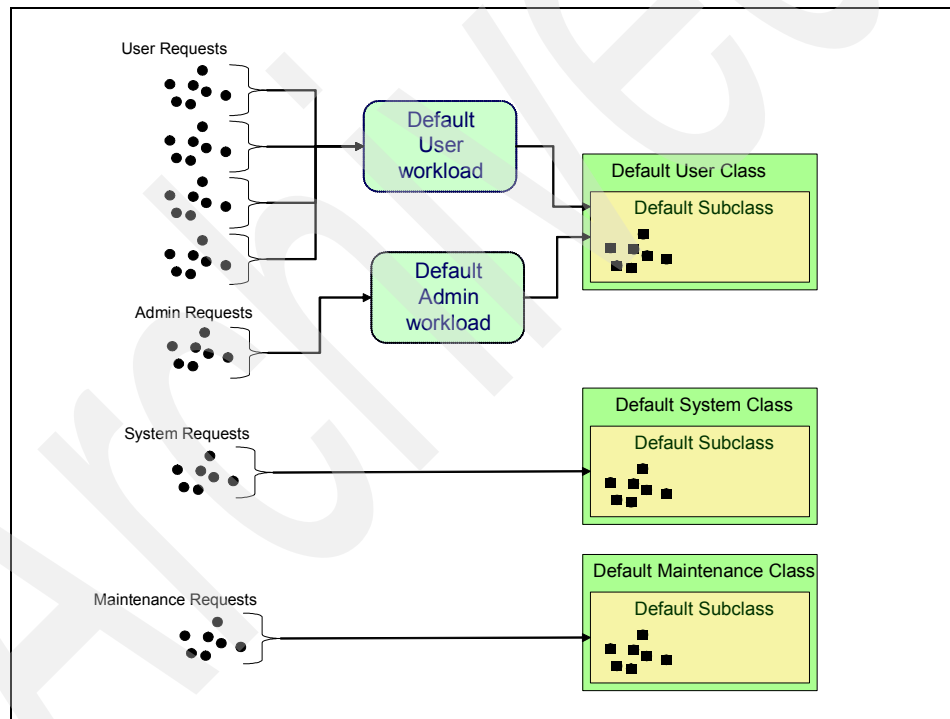 User Requests
Default
User
workload
Default User Class
Default Subclass
Default
Admin
workload
Admin Requests
Default System Class
System Requests
Default Subclass
Default Maintenance Class
Maintenance Requests
Default Subclass
Archived